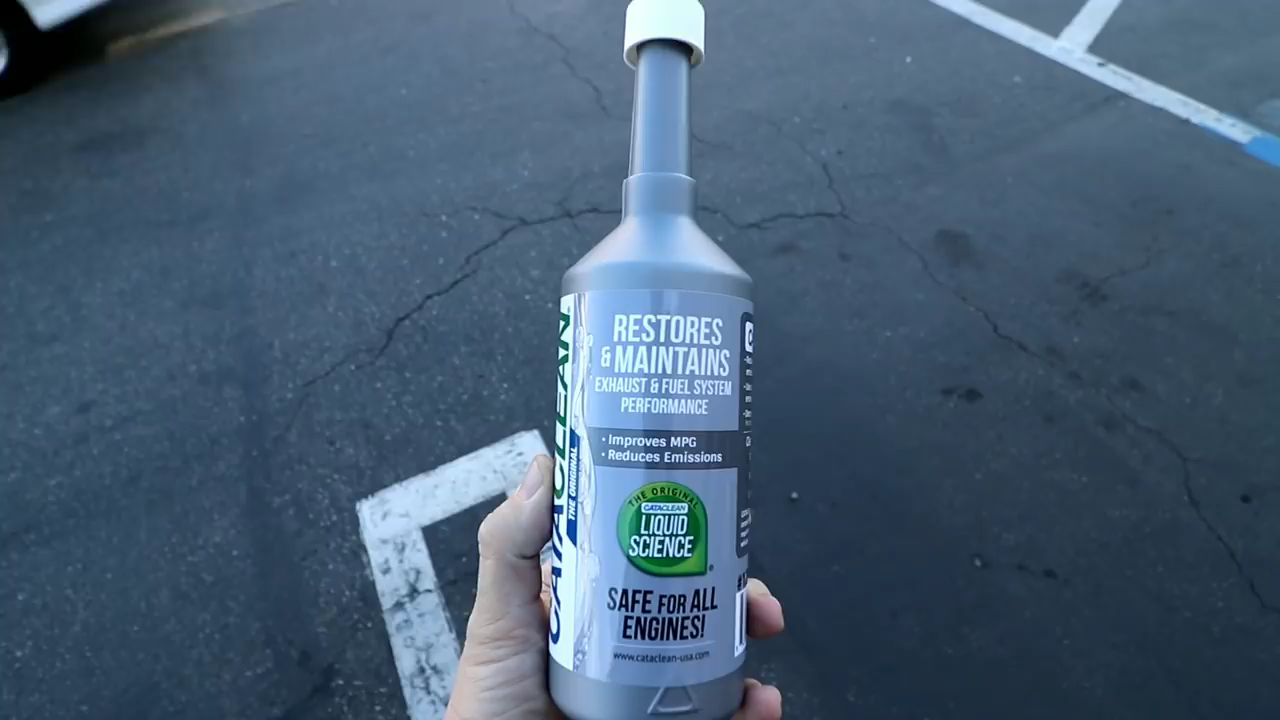 CATACLEAN
THE ORIGINAL
RESTORES
& MAINTAINS
EXHAUST & FUEL SYSTEM
PERFORMANCE
• Improves MPG
• Reduces Emissions
THE ORIGINAL
CATACLEAN
LIQUID
SCIENCE
SAFE FOR ALL
ENGINES!
www.cataclean-usa.com